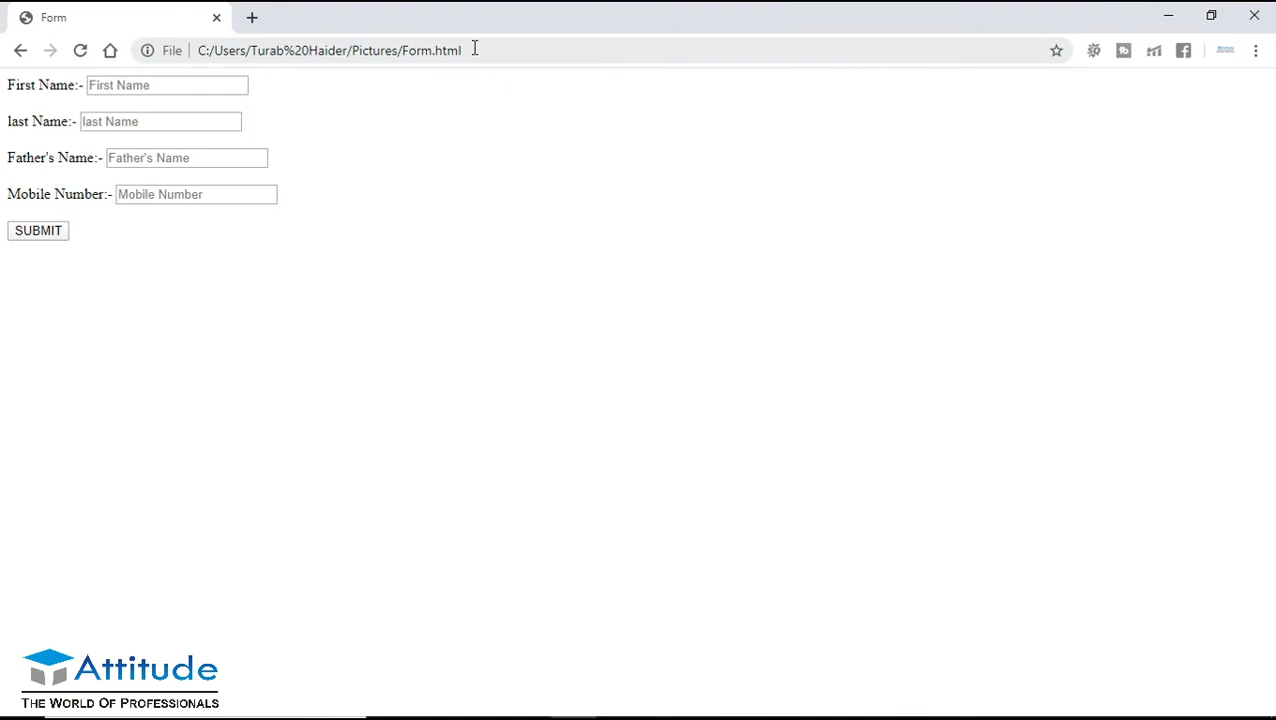 Form
File C:/Users/Turab%20Haider/Pictures/Form.html
First Name:- First Name
last Name:- last Name
Father's Name:- Father's Name
Mobile Number:- Mobile Number
SUBMIT
Attitude
THE WORLD OF PROFESSIONALS